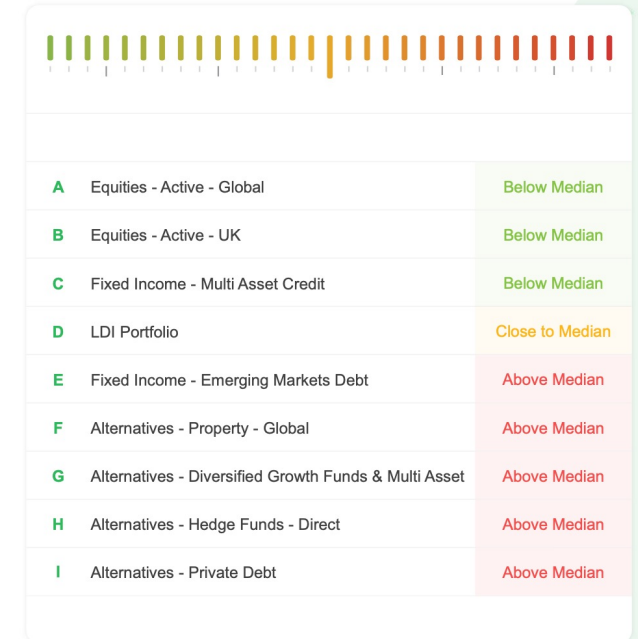 A Equities - Active - Global Below Median
B Equities - Active - UK Below Median
C Fixed Income - Multi Asset Credit Below Median
D LDI Portfolio Close to Median
E Fixed Income - Emerging Markets Debt Above Median
F Alternatives - Property - Global Above Median
G Alternatives - Diversified Growth Funds & Multi Asset Above Median
H Alternatives - Hedge Funds - Direct Above Median
I Alternatives - Private Debt Above Median